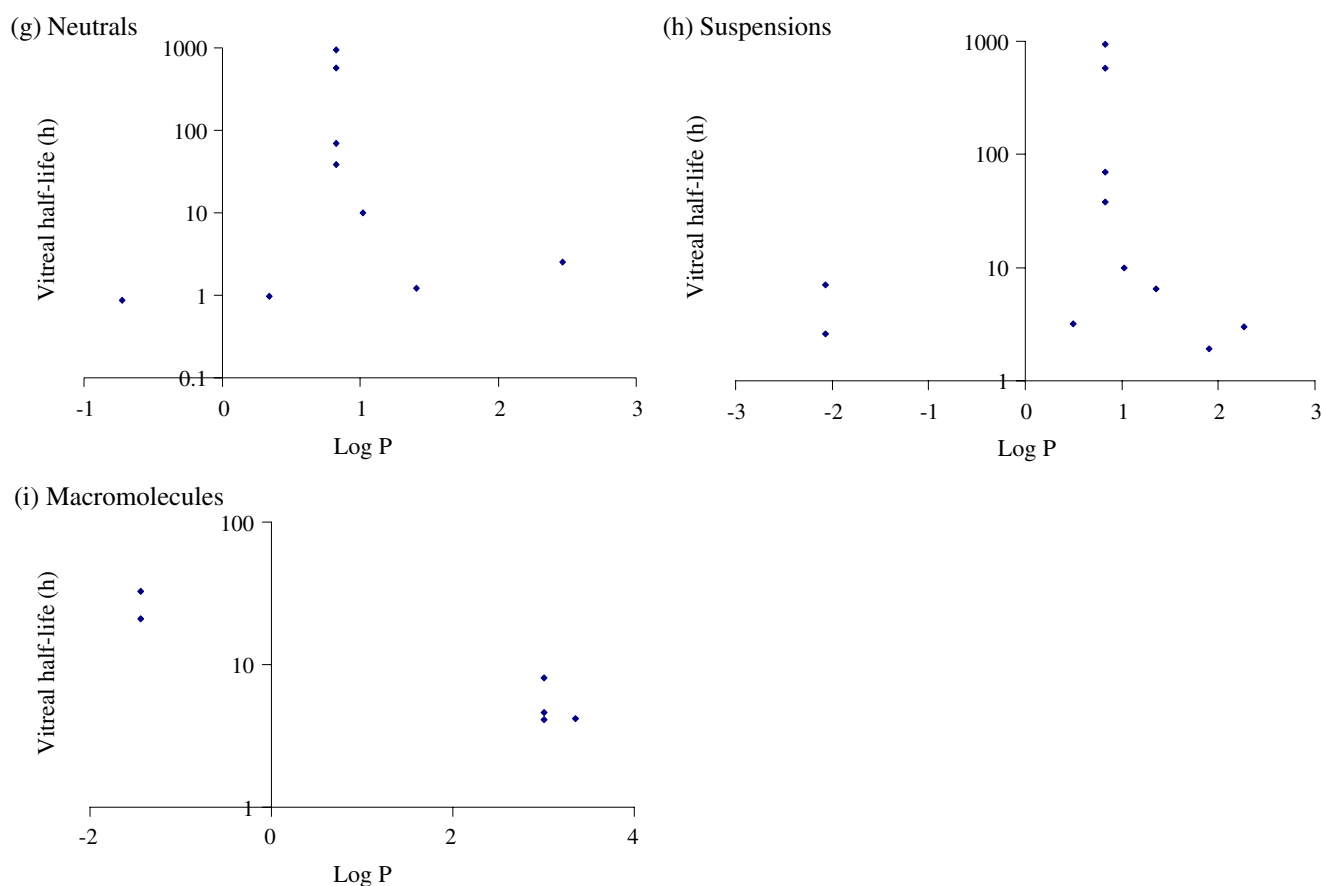 (g) Neutrals
1000
100
10
1
0.1
-1 0 1 2 3
Vitreal half-life (h)
Log P
(h) Suspensions
1000
100
10
1
-3 -2 -1 0 1 2 3
Vitreal half-life (h)
Log P
(i) Macromolecules
100
10
1
-2 0 2 4
Vitreal half-life (h)
Log P